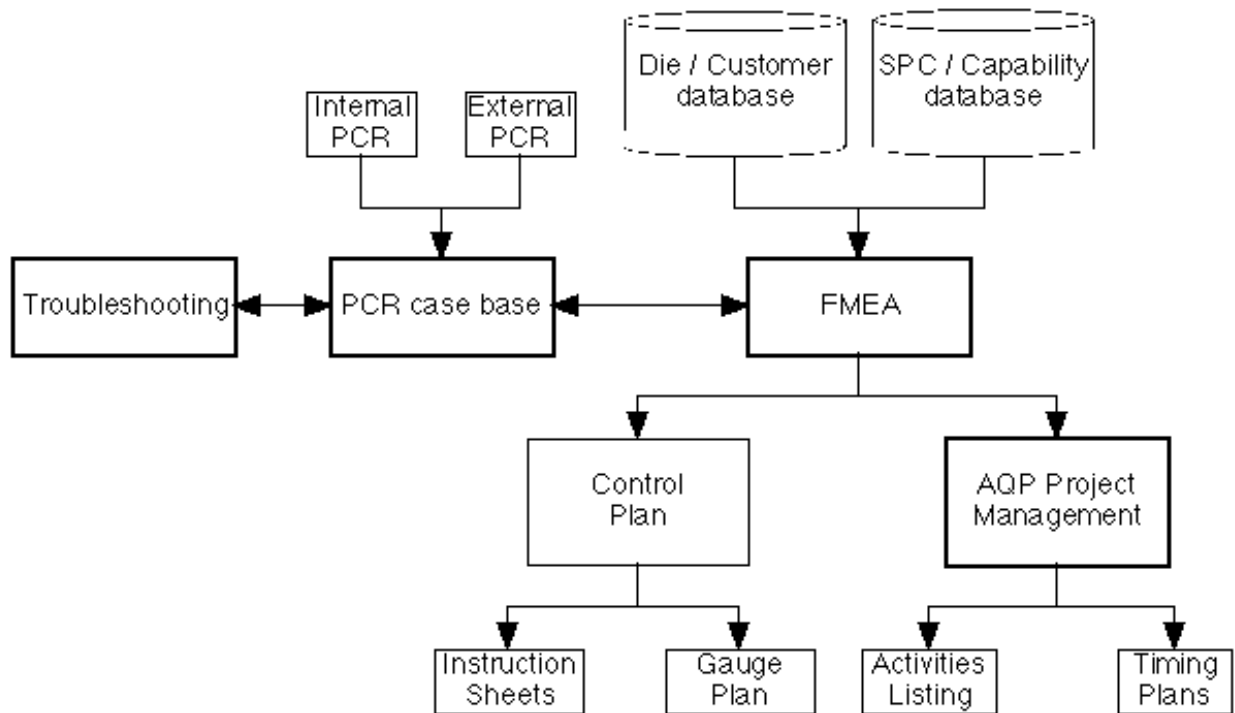 Die / Customer
database
SPC / Capability
database
Internal
PCR
External
PCR
Troubleshooting
PCR case base
FMEA
Control
Plan
AQP Project
Management
Instruction
Sheets
Gauge
Plan
Activities
Listing
Timing
Plans